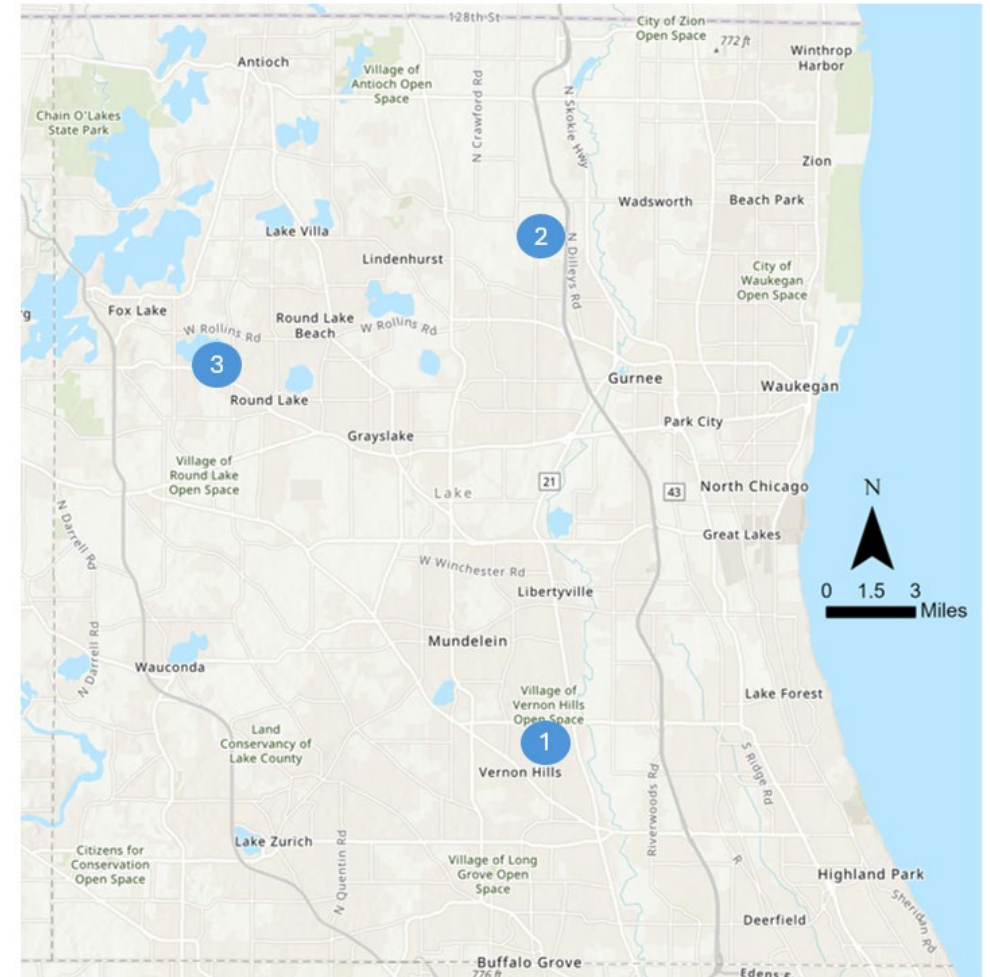 128th St
City of Zion
Open Space
772 ft
Winthrop
Harbor
Antioch
Village of
Antioch Open
Space
N Crawford Rd
N Skokie Hwy
Chain O'Lakes
State Park
Zion
Wadsworth
Beach Park
Lake Villa
2
N Dilleys Rd
Lindenhurst
City of
Waukegan
Open Space
Fox Lake
rg
W Rollins Rd
Round Lake
Beach
W Rollins Rd
3
Gurnee
Waukegan
Round Lake
Park City
Grayslake
Village of
Round Lake
Open Space
21
Lake
43
North Chicago
N
N Darrell Rd
Great Lakes
W Winchester Rd
Libertyville
0 1.5 3
Miles
Mundelein
N Darrell Rd
Wauconda
Village of
Vernon Hills
Open Space
Lake Forest
Land
Conservancy of
Lake County
1
Vernon Hills
S Ridge Rd
Riverwoods Rd
Lake Zurich
N Quentin Rd
Citizens for
Conservation
Open Space
Village of Long
Grove Open
Space
R
Highland Park
Sheridan Rd
Deerfield
Buffalo Grove
776 ft
Edens E